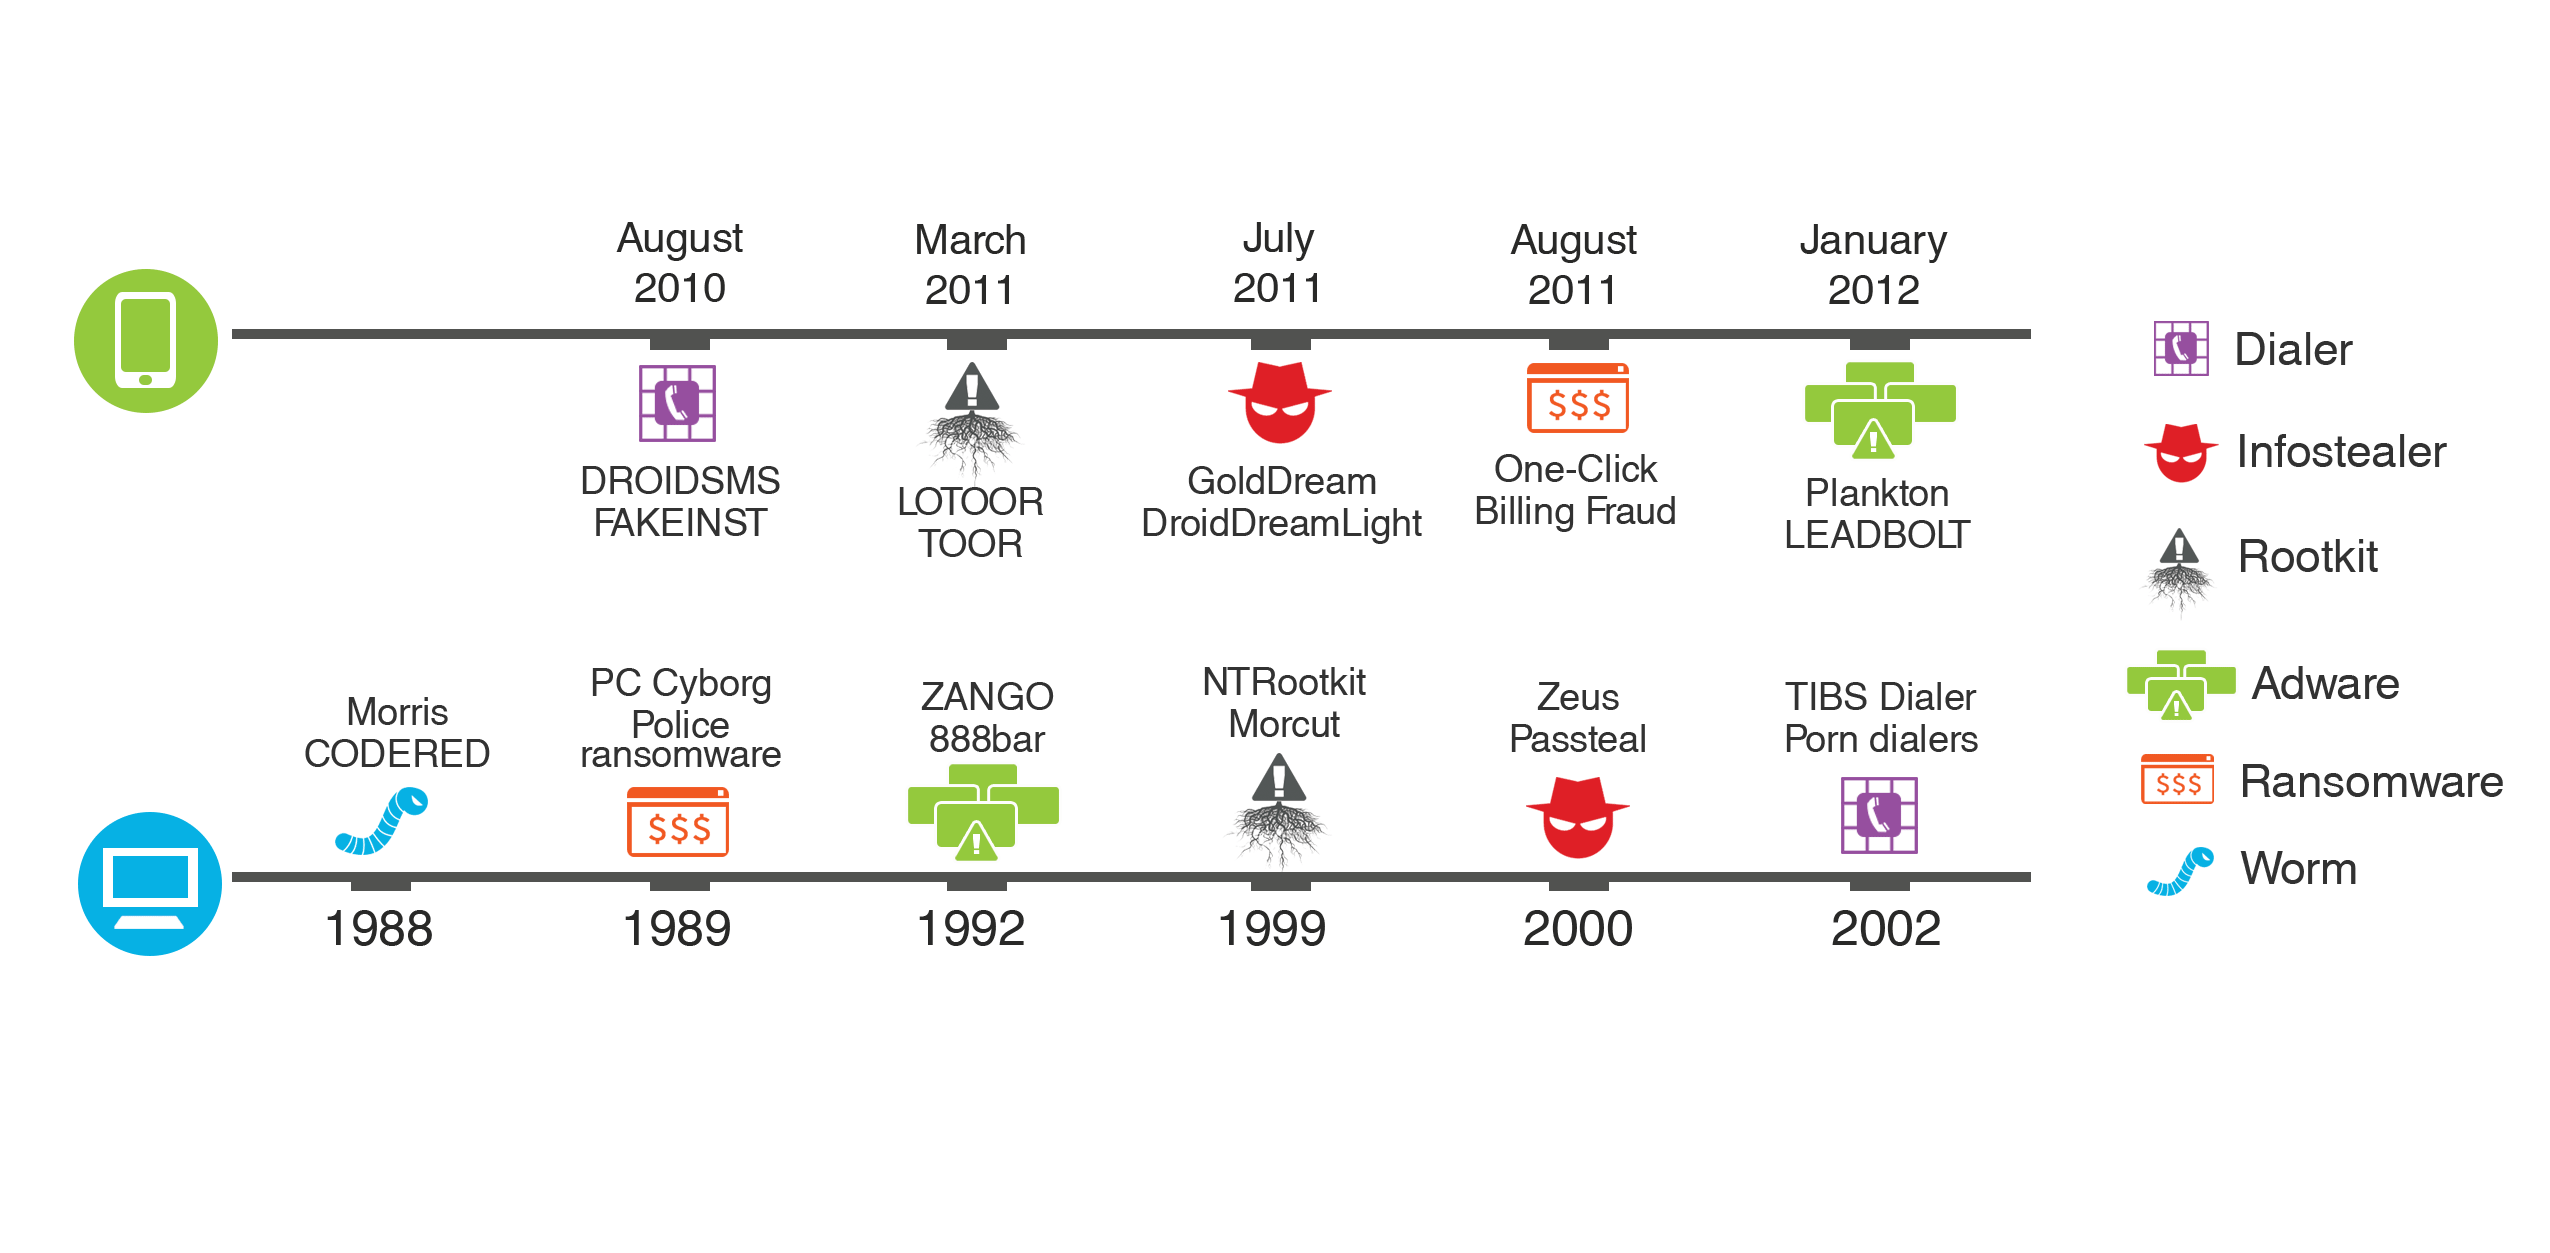 August
2010
March
2011
July
2011
August
2011
January
2012
DROIDSMS
FAKEINST
LOTOOR
TOOR
GoldDream
DroidDreamLight
$$$
One-Click
Billing Fraud
Plankton
LEADBOLT
Morris
CODERED
PC Cyborg
Police
ransomware
$$$
ZANGO
888bar
NTRootkit
Morcut
Zeus
Passteal
TIBS Dialer
Porn dialers
1988
1989
1992
1999
2000
2002
Dialer
Infostealer
Rootkit
Adware
$$$
Ransomware
Worm